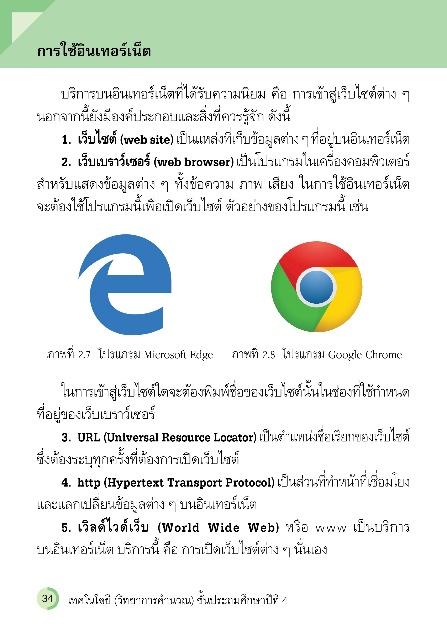 การใช้อินเทอร์เน็ต
บริการบนอินเทอร์เน็ตที่ได้รับความนิยม คือ การเข้าสู่เว็บไซต์ต่าง ๆ
นอกจากนี้ยังมีองค์ประกอบและสิ่งที่ควรรู้จัก ดังนี้
1. เว็บไซต์ (web site) เป็นแหล่งที่เก็บข้อมูลต่าง ๆ ที่อยู่บนอินเทอร์เน็ต
2. เว็บเบราว์เซอร์ (web browser) เป็นโปรแกรมในเครื่องคอมพิวเตอร์
สำหรับแสดงข้อมูลต่าง ๆ ทั้งข้อความ ภาพ เสียง ในการใช้อินเทอร์เน็ต
จะต้องใช้โปรแกรมนี้เพื่อเปิดเว็บไซต์ ตัวอย่างของโปรแกรมนี้ เช่น
ภาพที่ 2.7 โปรแกรม Microsoft Edge ภาพที่ 2.8 โปรแกรม Google Chrome
ในการเข้าสู่เว็บไซต์ใดจะต้องพิมพ์ชื่อของเว็บไซต์นั้นในช่องที่ใช้กำหนด
ที่อยู่ของเว็บเบราว์เซอร์
3. URL (Universal Resource Locator) เป็นตำแหน่งชื่อเรียกของเว็บไซต์
ซึ่งต้องระบุทุกครั้งที่ต้องการเปิดเว็บไซต์
4. http (Hypertext Transport Protocol) เป็นส่วนที่ทำหน้าที่เชื่อมโยง
และแลกเปลี่ยนข้อมูลต่าง ๆ บนอินเทอร์เน็ต
5. เวิลด์ไวด์เว็บ (World Wide Web) หรือ www เป็นบริการ
บนอินเทอร์เน็ต บริการนี้ คือ การเปิดเว็บไซต์ต่าง ๆ นั่นเอง
34 เทคโนโลยี (วิทยาการคำนวณ) ชั้นประถมศึกษาปีที่ 4